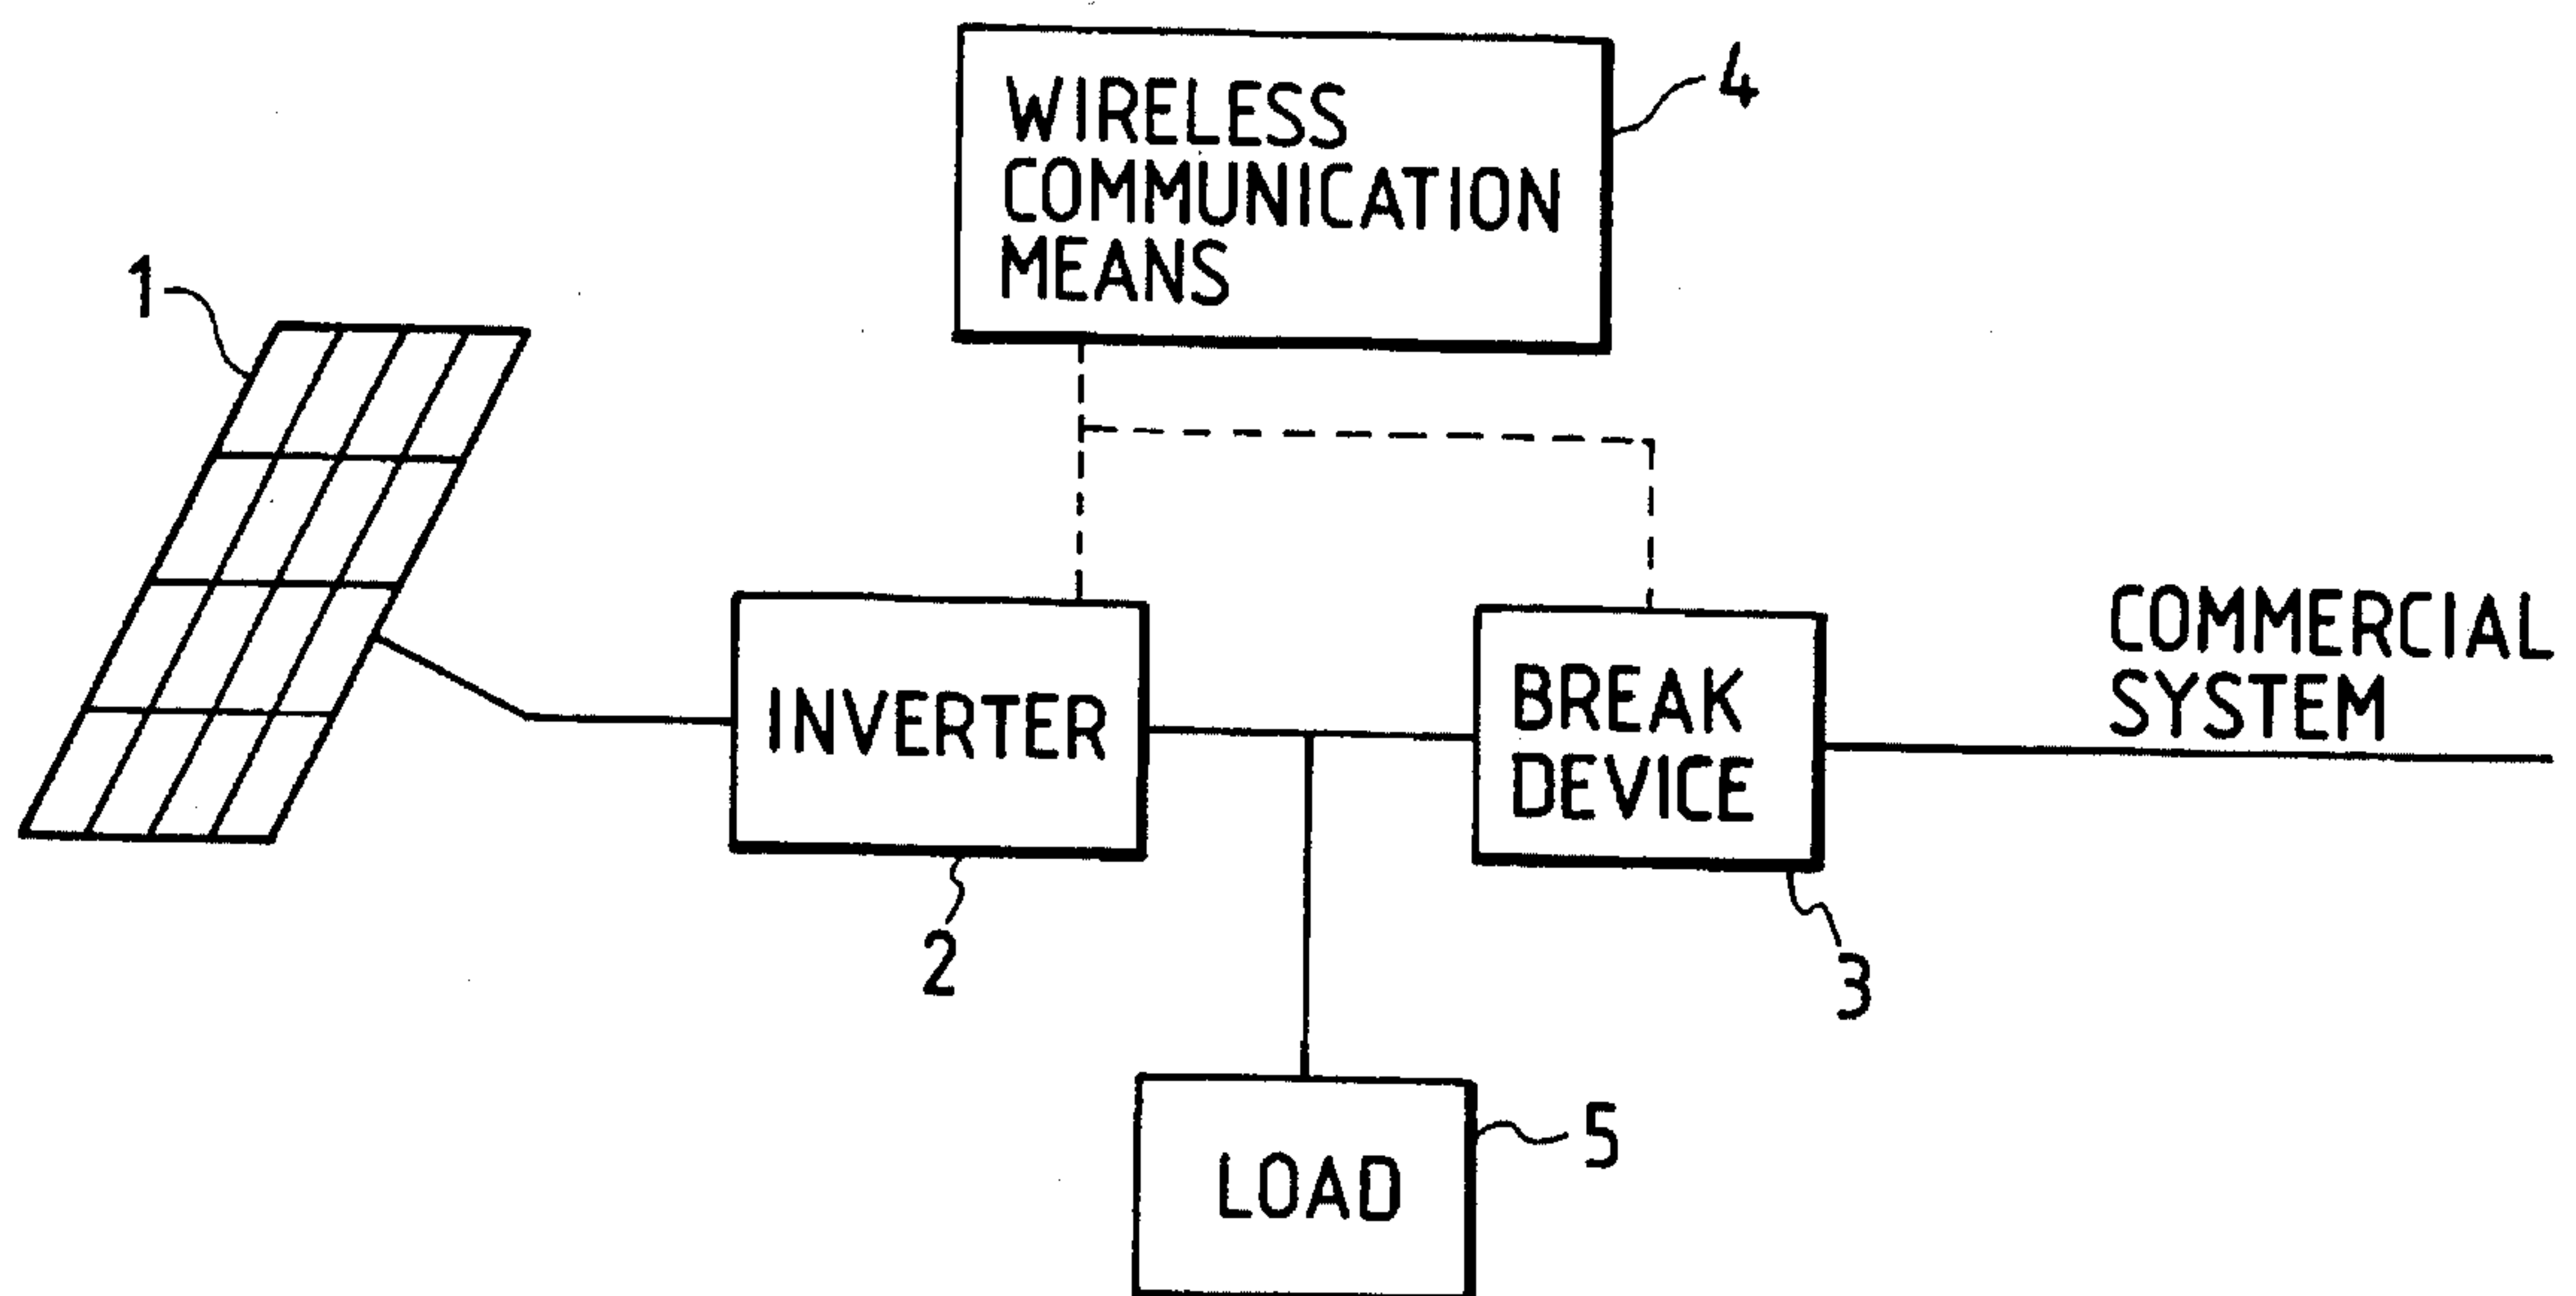 WIRELESS
COMMUNICATION
MEANS
4
1
INVERTER
2
BREAK
DEVICE
3
COMMERCIAL
SYSTEM
LOAD
5